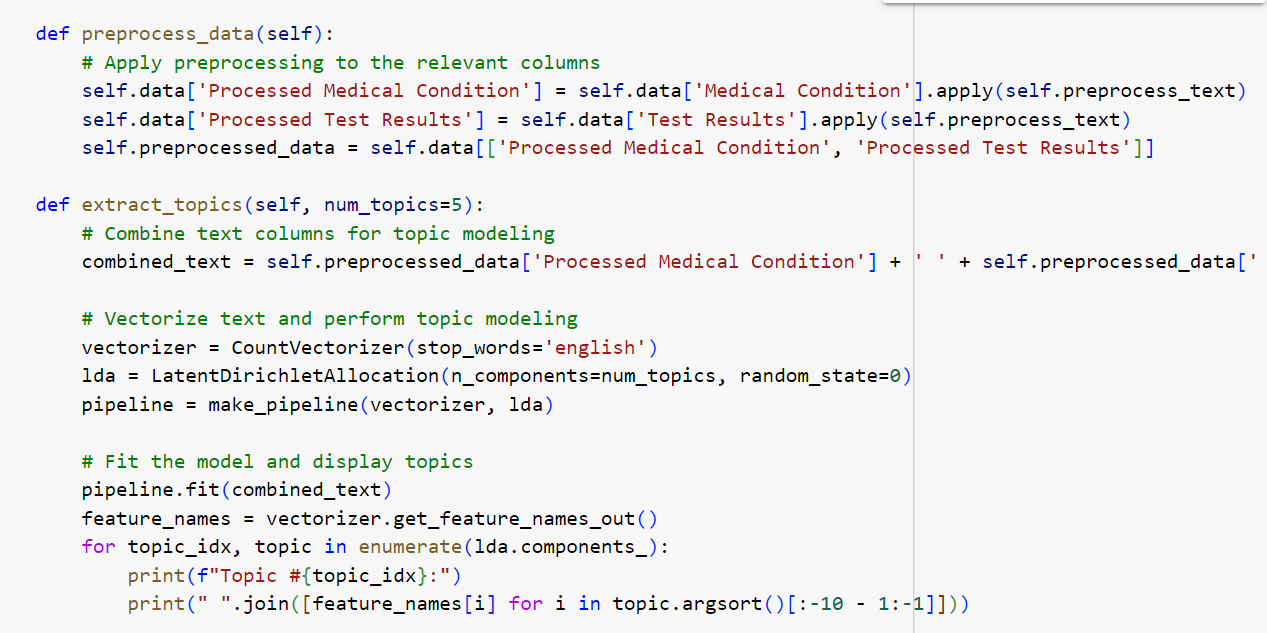 def preprocess_data(self):
    # Apply preprocessing to the relevant columns
    self.data['Processed Medical Condition'] = self.data['Medical Condition'].apply(self.preprocess_text)
    self.data['Processed Test Results'] = self.data['Test Results'].apply(self.preprocess_text)
    self.preprocessed_data = self.data[['Processed Medical Condition', 'Processed Test Results']]
def extract_topics(self, num_topics=5):
    # Combine text columns for topic modeling
    combined_text = self.preprocessed_data['Processed Medical Condition'] + ' ' + self.preprocessed_data['
    # Vectorize text and perform topic modeling
    vectorizer = CountVectorizer(stop_words='english')
    lda = LatentDirichletAllocation(n_components=num_topics, random_state=0)
    pipeline = make_pipeline(vectorizer, lda)
    # Fit the model and display topics
    pipeline.fit(combined_text)
    feature_names = vectorizer.get_feature_names_out()
    for topic_idx, topic in enumerate(lda.components_):
        print(f"Topic #{topic_idx}:")
        print(" ".join([feature_names[i] for i in topic.argsort()[:-10 - 1:-1]]))